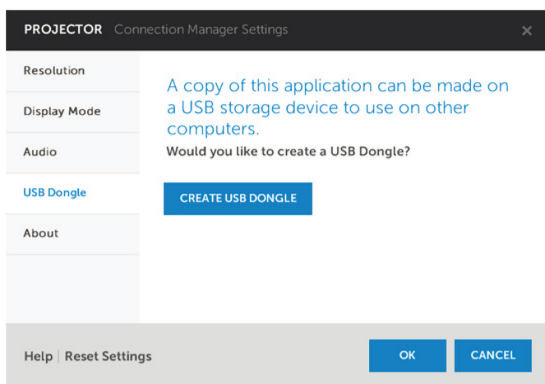 PROJECTOR Connection Manager Settings ×
Resolution
Display Mode
Audio
USB Dongle
About
A copy of this application can be made on
a USB storage device to use on other
computers.
Would you like to create a USB Dongle?
CREATE USB DONGLE
Help | Reset Settings
OK
CANCEL